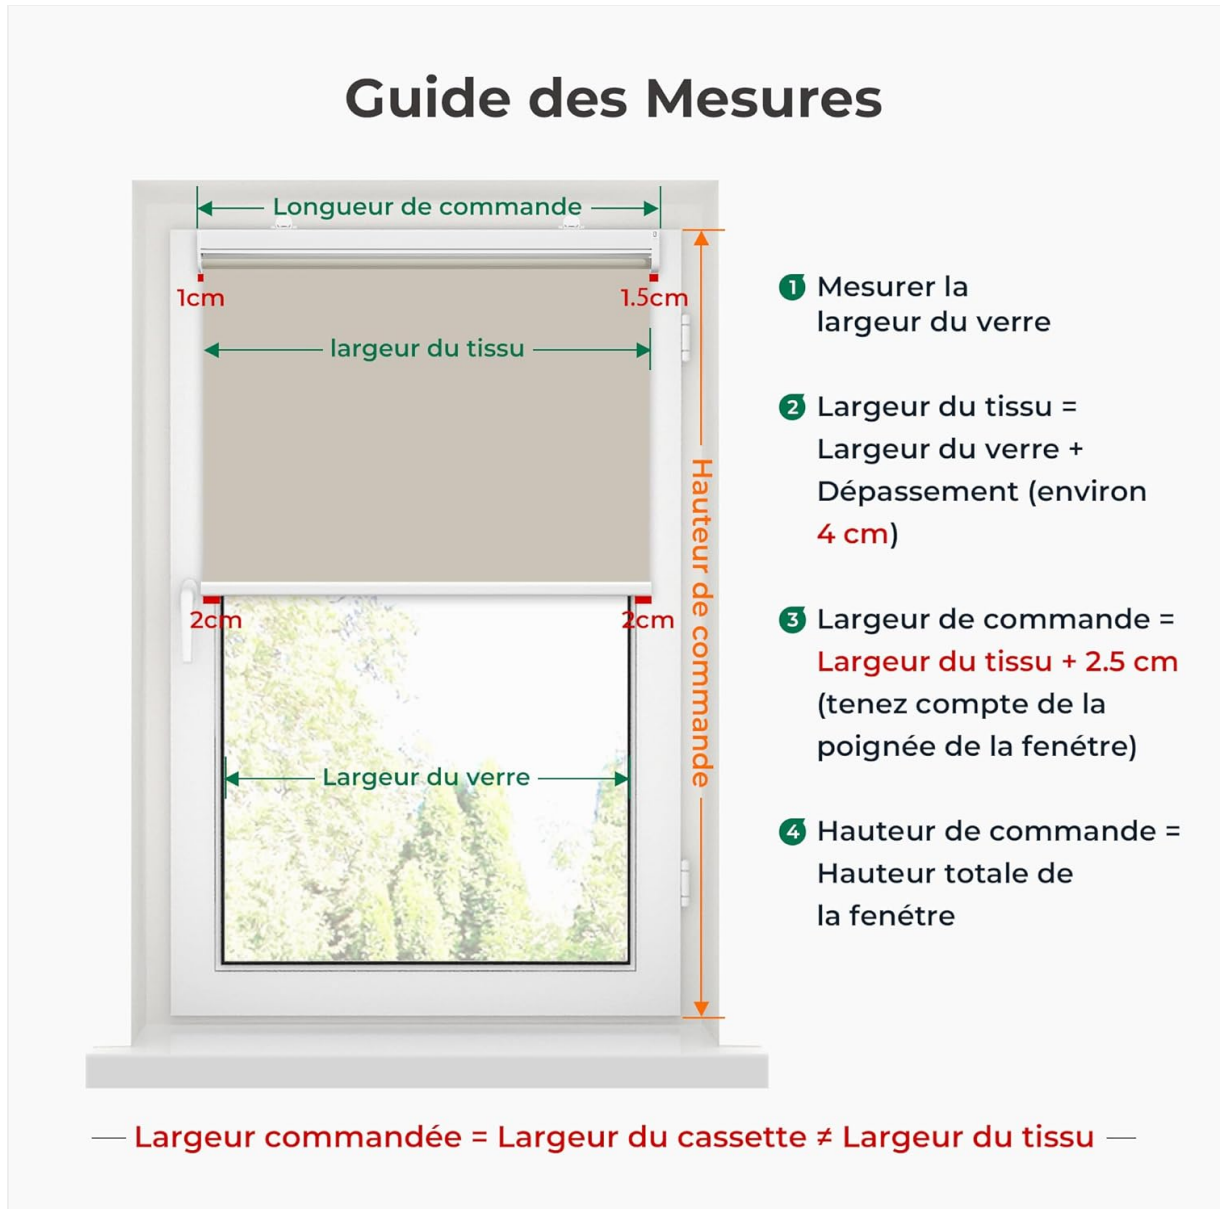 Guide des Mesures
Longueur de commande
1cm
1.5cm
largeur du tissu
Hauteur de commande
2cm
2cm
Largeur du verre
1 Mesurer la
largeur du verre
2 Largeur du tissu =
Largeur du verre +
Dépassement (environ
4 cm)
3 Largeur de commande =
Largeur du tissu + 2.5 cm
(tenez compte de la
poignée de la fenétre)
4 Hauteur de commande =
Hauteur totale de
la fenétre
Largeur commandée = Largeur du cassette ≠ Largeur du tissu